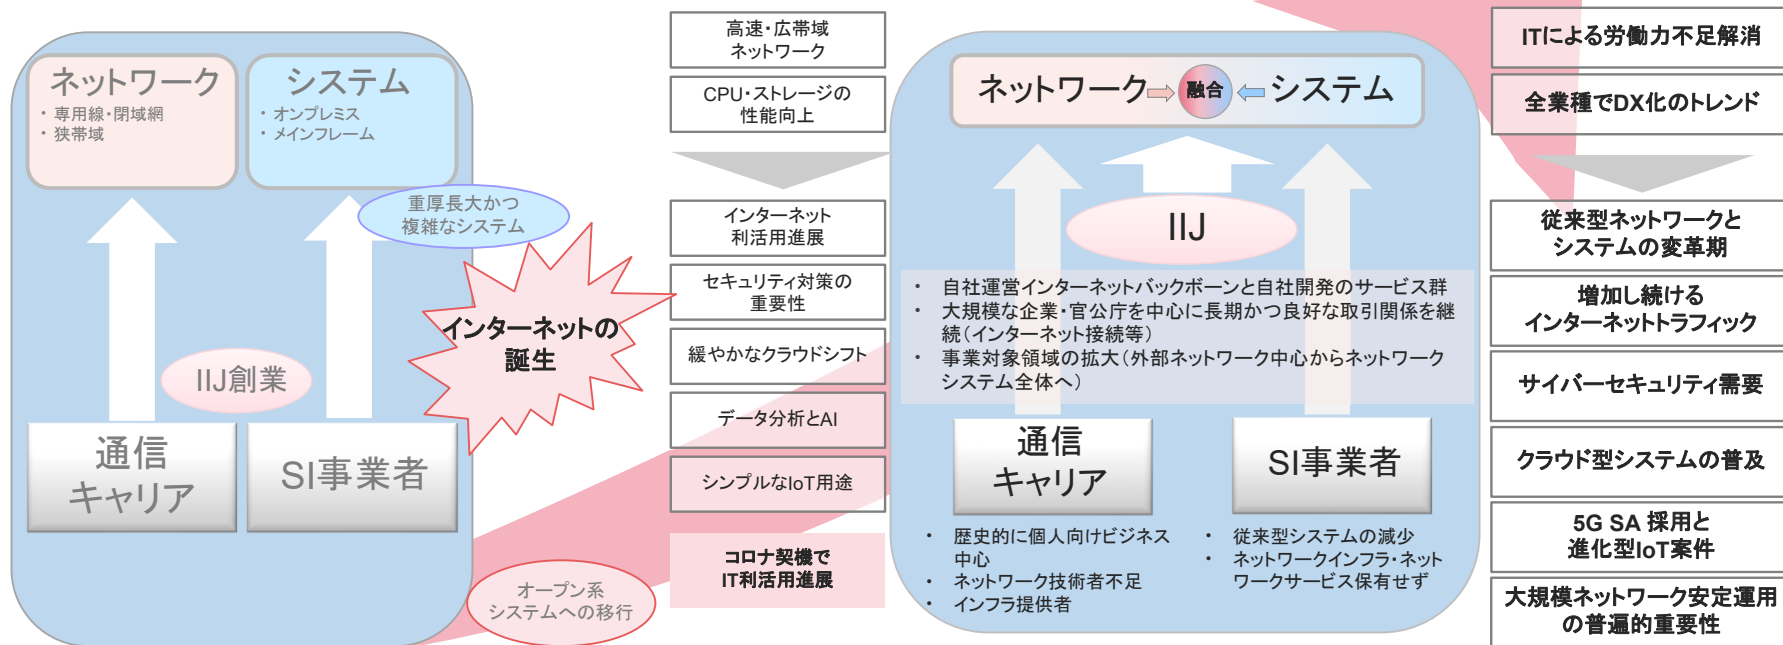 ネットワーク
・ 専用線・閉域網
・ 狭帯域
システム
・ オンプレミス
・ メインフレーム
重厚長大かつ
複雑なシステム
インターネットの
誕生
IIJ創業
通信
キャリア
SI事業者
オープン系
システムへの移行
高速・広帯域
ネットワーク
CPU・ストレージの
性能向上
インターネット
利活用進展
セキュリティ対策の
重要性
緩やかなクラウドシフト
データ分析とAI
シンプルなIoT用途
コロナ契機で
IT利活用進展
ネットワーク
融合
システム
IIJ
・ 自社運営インターネットバックボーンと自社開発のサービス群
・ 大規模な企業・官公庁を中心に長期かつ良好な取引関係を継
続(インターネット接続等)
・ 事業対象領域の拡大(外部ネットワーク中心からネットワーク
システム全体へ)
通信
キャリア
SI事業者
・ 歴史的に個人向けビジネス
中心
・ ネットワーク技術者不足
・ インフラ提供者
・ 従来型システムの減少
・ ネットワークインフラ・ネット
ワークサービス保有せず
ITによる労働力不足解消
全業種でDX化のトレンド
従来型ネットワークと
システムの変革期
増加し続ける
インターネットトラフィック
サイバーセキュリティ需要
クラウド型システムの普及
5G SA 採用と
進化型IoT案件
大規模ネットワーク安定運用
の普遍的重要性